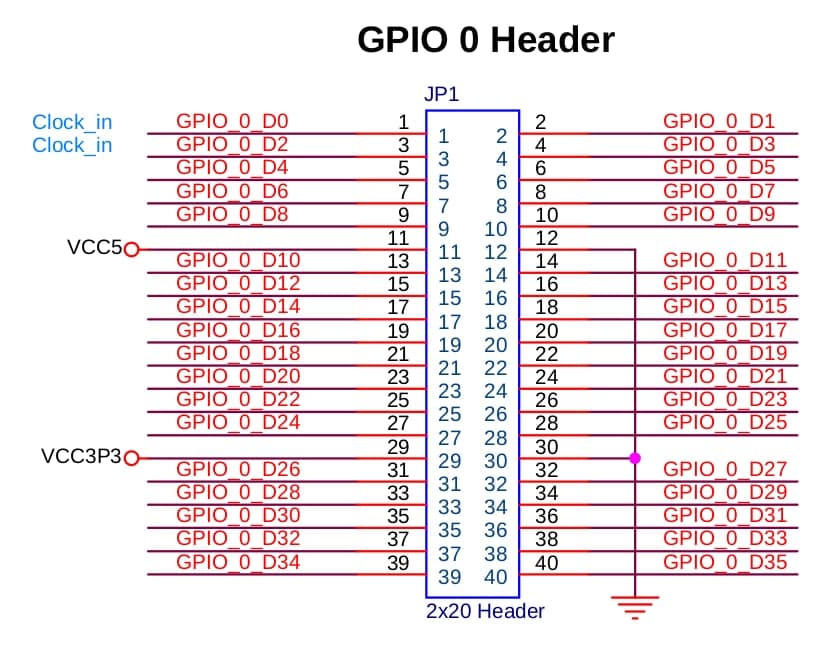 GPIO 0 Header
JP1
Clock_in GPIO_0_D0 1 2 GPIO_0_D1
1 2
Clock_in GPIO_0_D2 3 4 GPIO_0_D3
3 4
GPIO_0_D4 5 6 GPIO_0_D5
5 6
GPIO_0_D6 7 8 GPIO_0_D7
7 8
GPIO_0_D8 9 10 GPIO_0_D9
9 10
VCC5 11 12
11 12
GPIO_0_D10 13 14 GPIO_0_D11
13 14
GPIO_0_D12 15 16 GPIO_0_D13
15 16
GPIO_0_D14 17 18 GPIO_0_D15
17 18
GPIO_0_D16 19 20 GPIO_0_D17
19 20
GPIO_0_D18 21 22 GPIO_0_D19
21 22
GPIO_0_D20 23 24 GPIO_0_D21
23 24
GPIO_0_D22 25 26 GPIO_0_D23
25 26
GPIO_0_D24 27 28 GPIO_0_D25
27 28
VCC3P3 29 30
29 30
GPIO_0_D26 31 32 GPIO_0_D27
31 32
GPIO_0_D28 33 34 GPIO_0_D29
33 34
GPIO_0_D30 35 36 GPIO_0_D31
35 36
GPIO_0_D32 37 38 GPIO_0_D33
37 38
GPIO_0_D34 39 40 GPIO_0_D35
39 40
2x20 Header